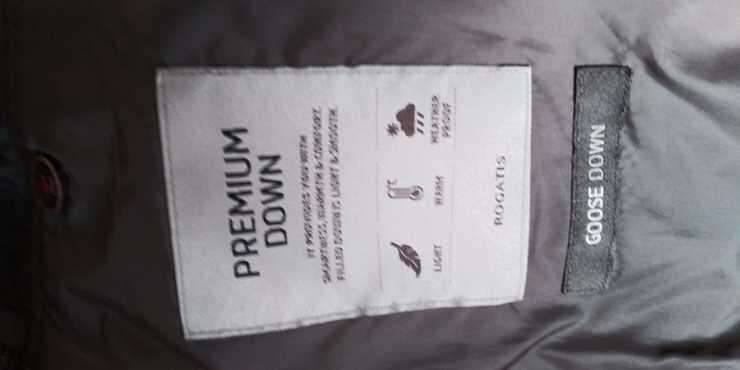 PREMIUM
DOWN
IT PROVIDES YOU WITH
SMARTNESS, WARMTH & COMFORT.
FILLED DOWN IS LIGHT & SMOOTH.
LIGHT
WARM
WEATHER
PROOF
ROGATIS
GOOSE DOWN